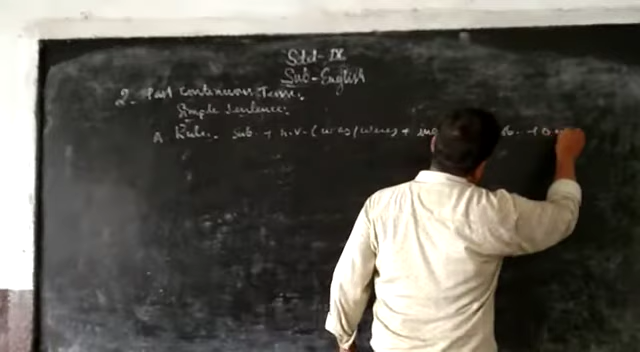 Std-IX
Sub-English
2. Past Continuous Tense.
Simple Sentence.
A. Rule. Sub. + h.v.(was/were) + ing